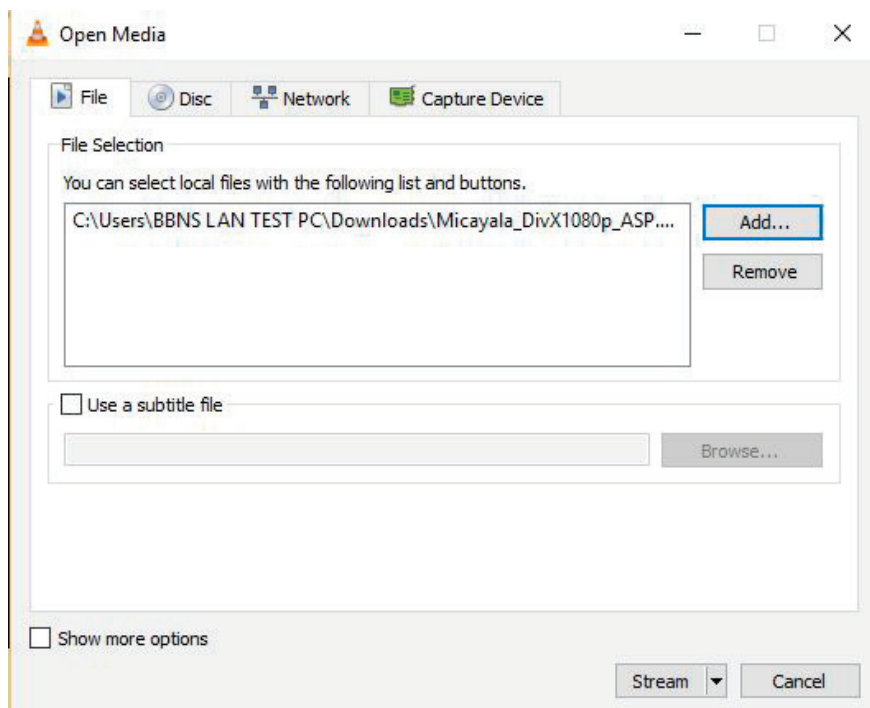 Open Media
File Disc Network Capture Device
File Selection
You can select local files with the following list and buttons.
C:\Users\BBNS LAN TEST PC\Downloads\Micayala_DivX1080p_ASP....
Add...
Remove
Use a subtitle file
Browse...
Show more options
Stream Cancel